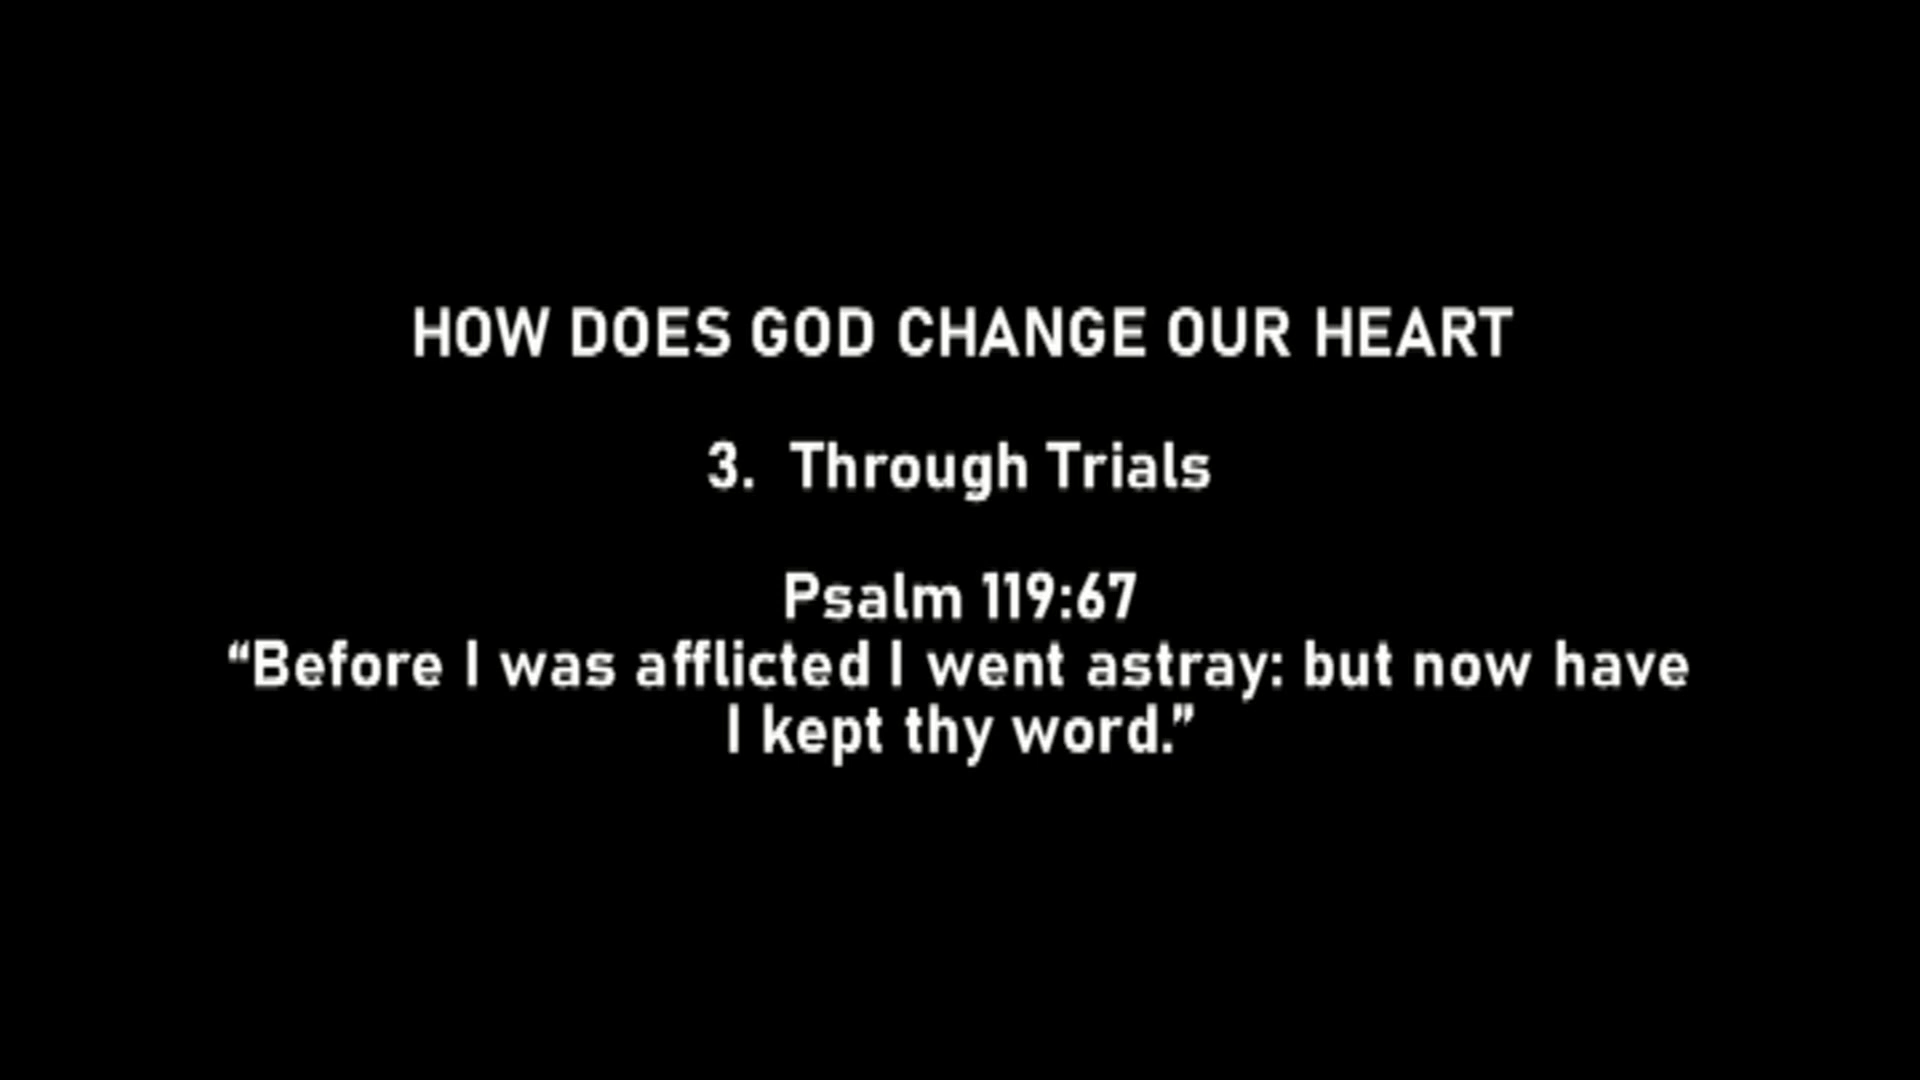 HOW DOES GOD CHANGE OUR HEART
3.  Through Trials
Psalm 119:67
“Before I was afflicted I went astray: but now have
I kept thy word.”